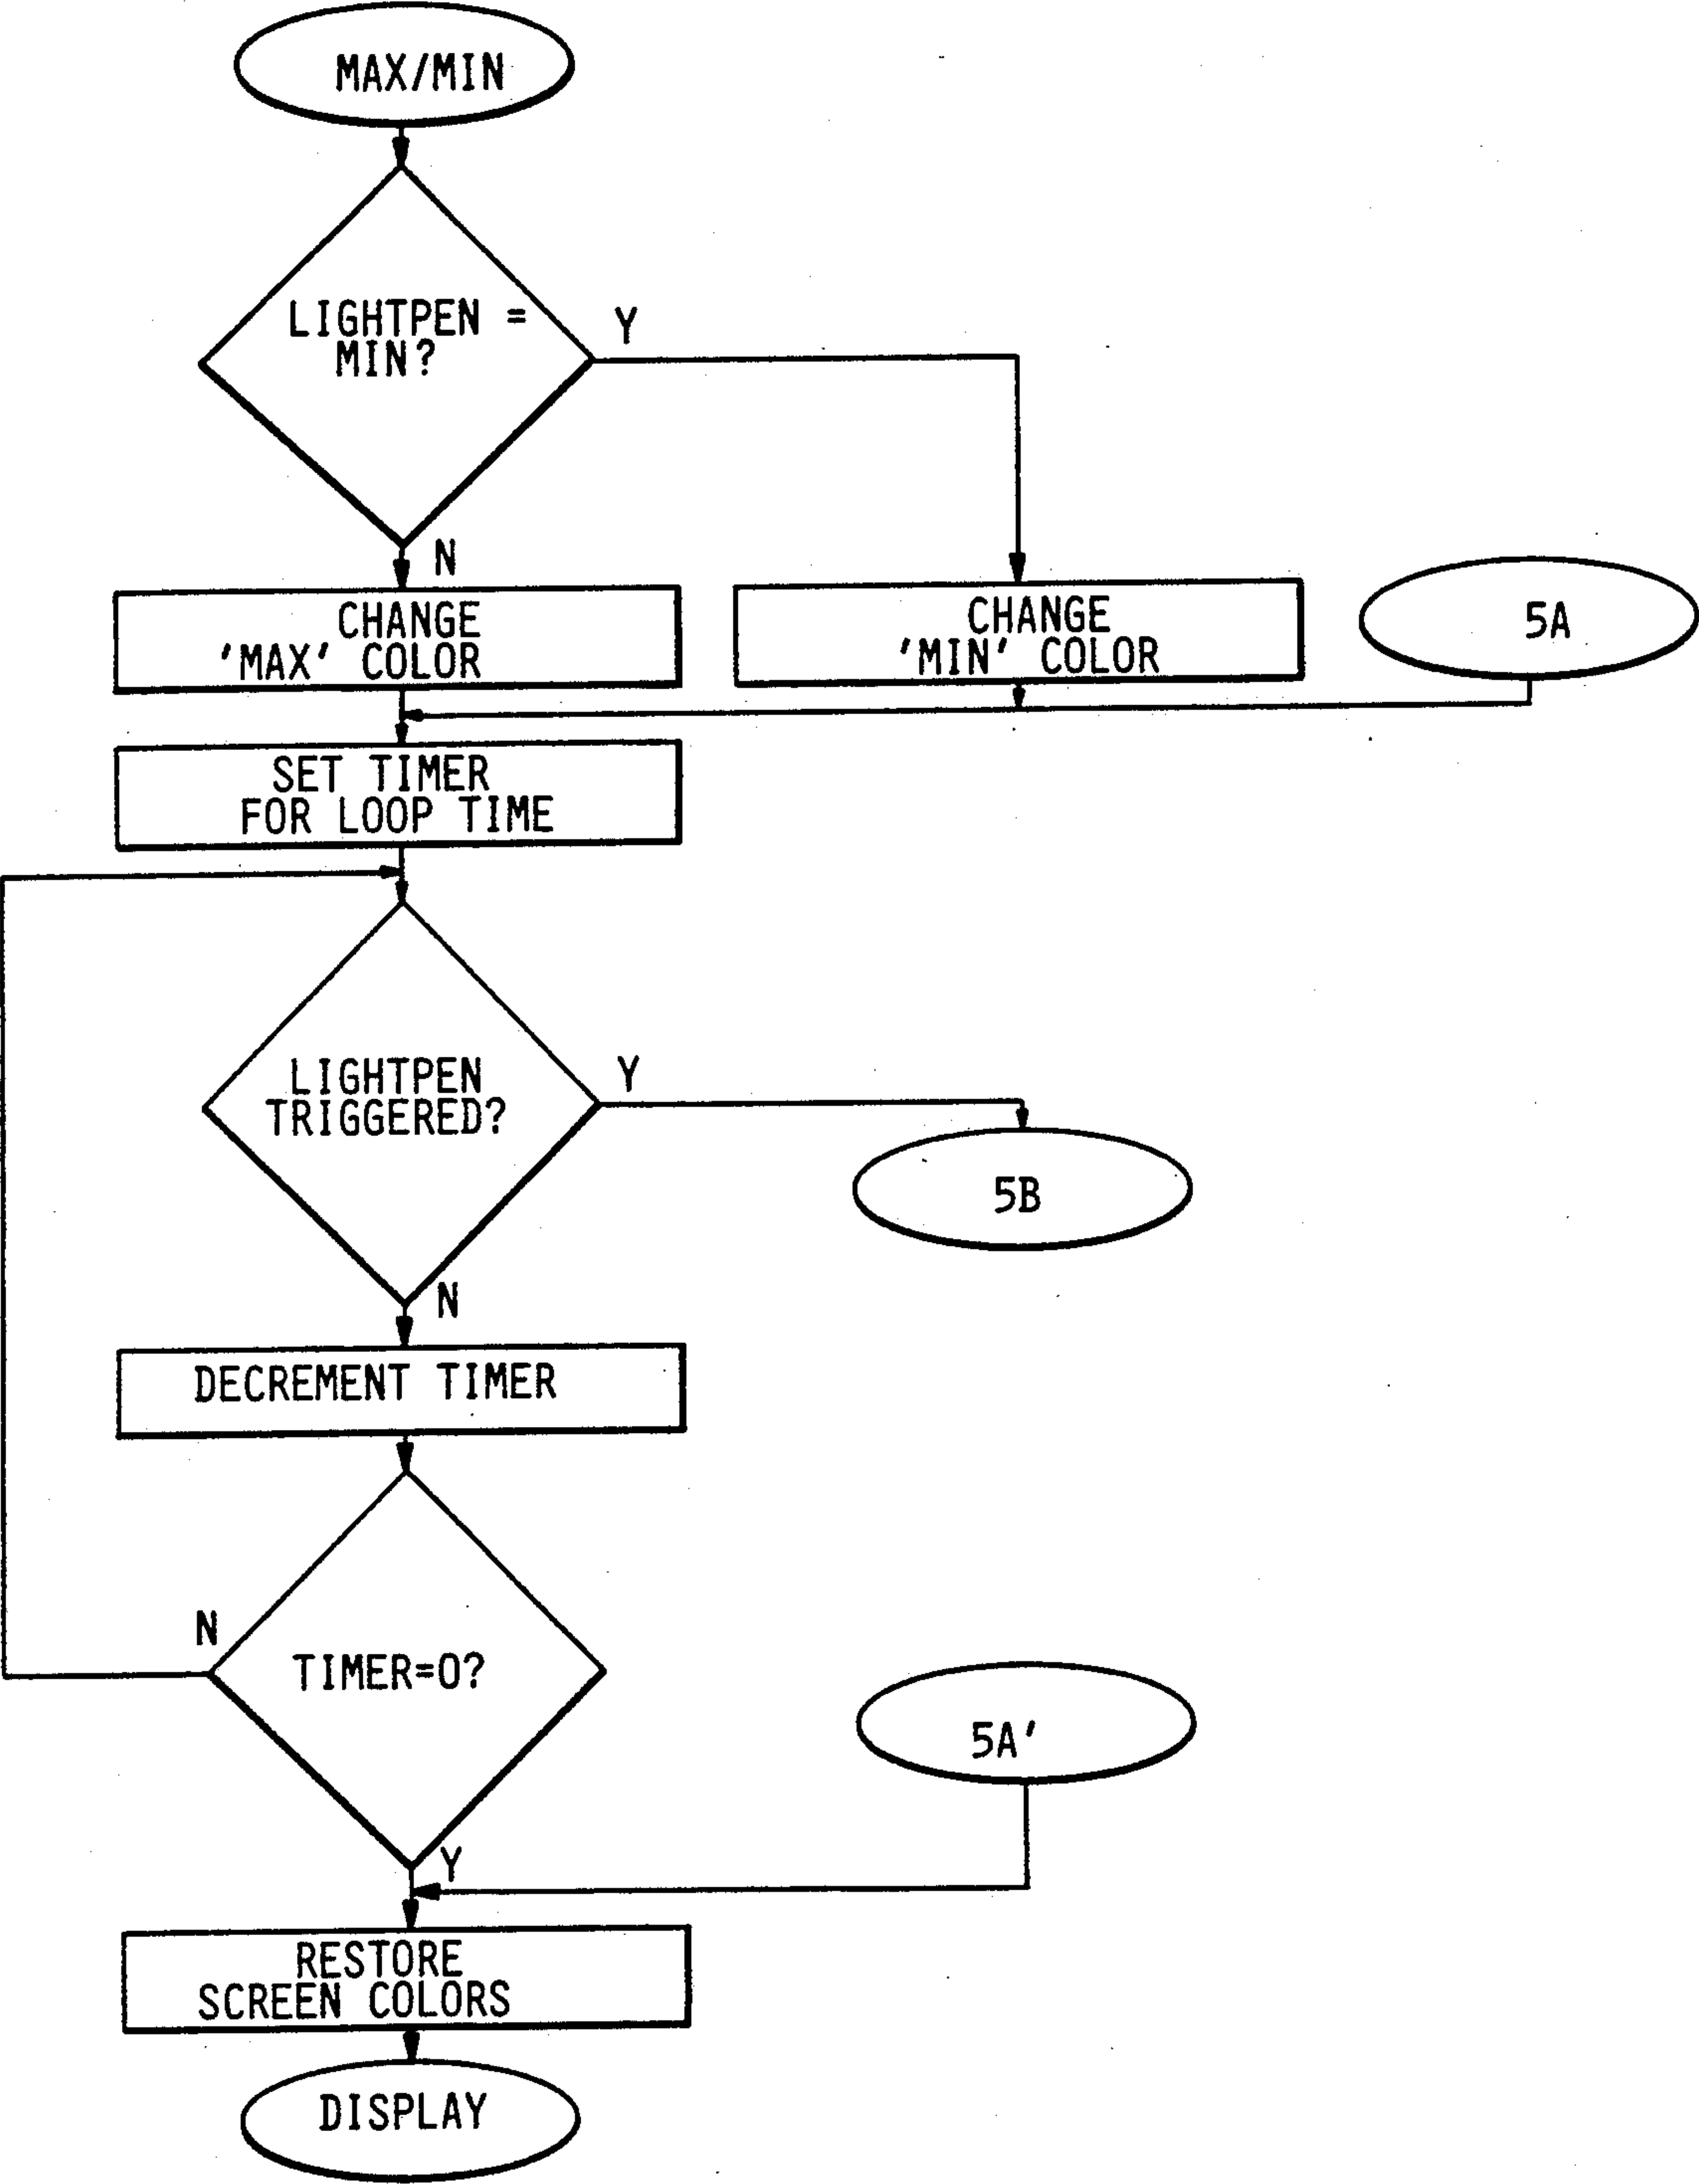 MAX/MIN
LIGHTPEN =
MIN?
Y
N
CHANGE
'MAX' COLOR
CHANGE
'MIN' COLOR
5A
SET TIMER
FOR LOOP TIME
LIGHTPEN
TRIGGERED?
Y
5B
N
DECREMENT TIMER
N
TIMER=0?
5A'
Y
RESTORE
SCREEN COLORS
DISPLAY